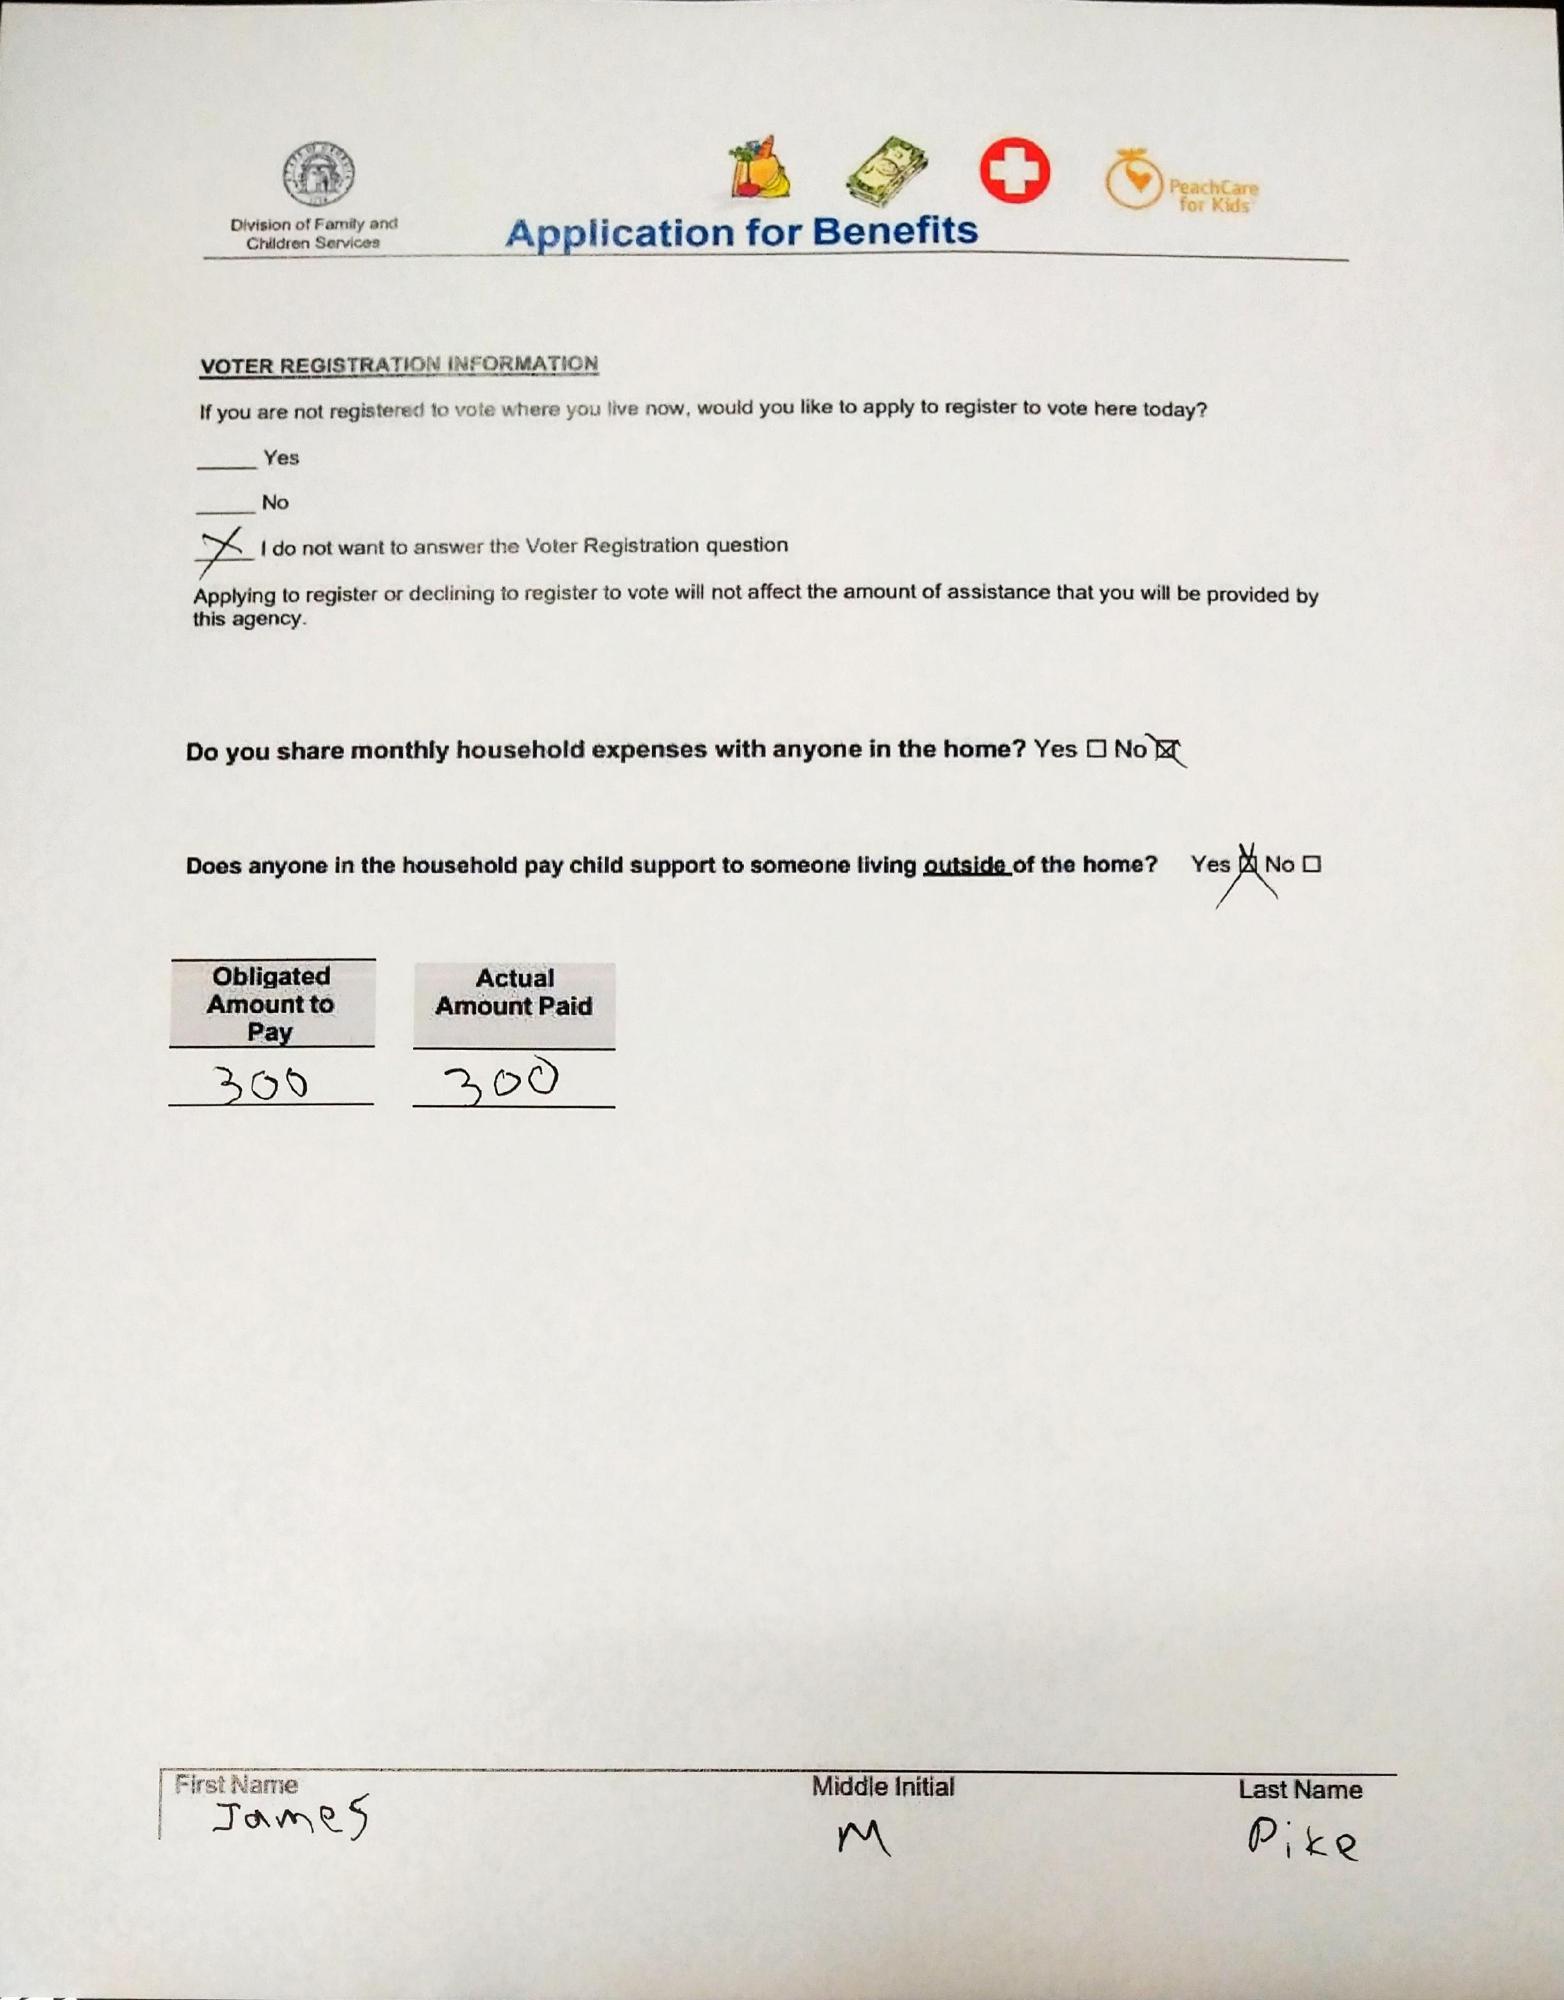 Division of Family and
Children Services
Application for Benefits
PeachCare
for Kids
VOTER REGISTRATION INFORMATION
If you are not registered to vote where you live now, would you like to apply to register to vote here today?
____ Yes
____ No
X I do not want to answer the Voter Registration question
Applying to register or declining to register to vote will not affect the amount of assistance that you will be provided by
this agency.
Do you share monthly household expenses with anyone in the home? Yes ☐ No ☒
Does anyone in the household pay child support to someone living outside of the home? Yes ☒ No ☐
Obligated
Amount to
Pay
300
Actual
Amount Paid
300
First Name Middle Initial Last Name
James M Pike